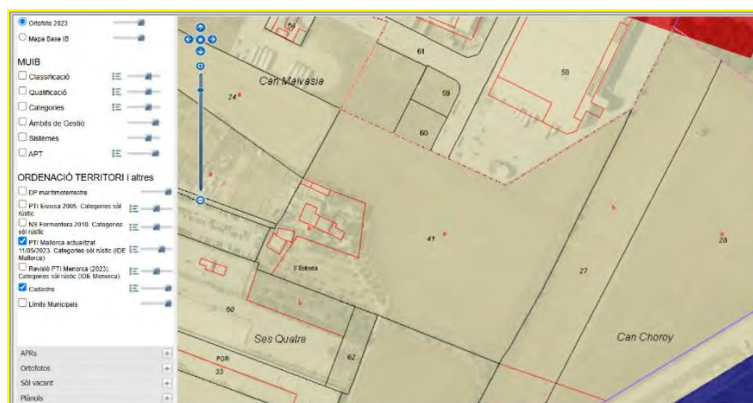 Ortofoto 2023
Mapa Base IB
MUIB
Classificació
Qualificació
Categories
Àmbits de Gestió
Sistemes
APT
ORDENACIÓ TERRITORI i altres
DP marítimoterrestre
PTI Eivissa 2005. Categories sòl
rústic
NS Formentera 2010. Categories
sòl rústic
PTI Mallorca actualitzat
11/05/2023. Categories sòl rústic (IDE
Mallorca)
Revisió PTI Menorca (2023).
Categories sòl rústic (IDE Menorca)
Cadastre
Límits Municipals
APRs
Ortofotos
Sòl vacant
Plànols
61
58
Can Malvasia
24
59
60
41
27
28
50
Ses Quatre
62
Can Choroy
POR
33